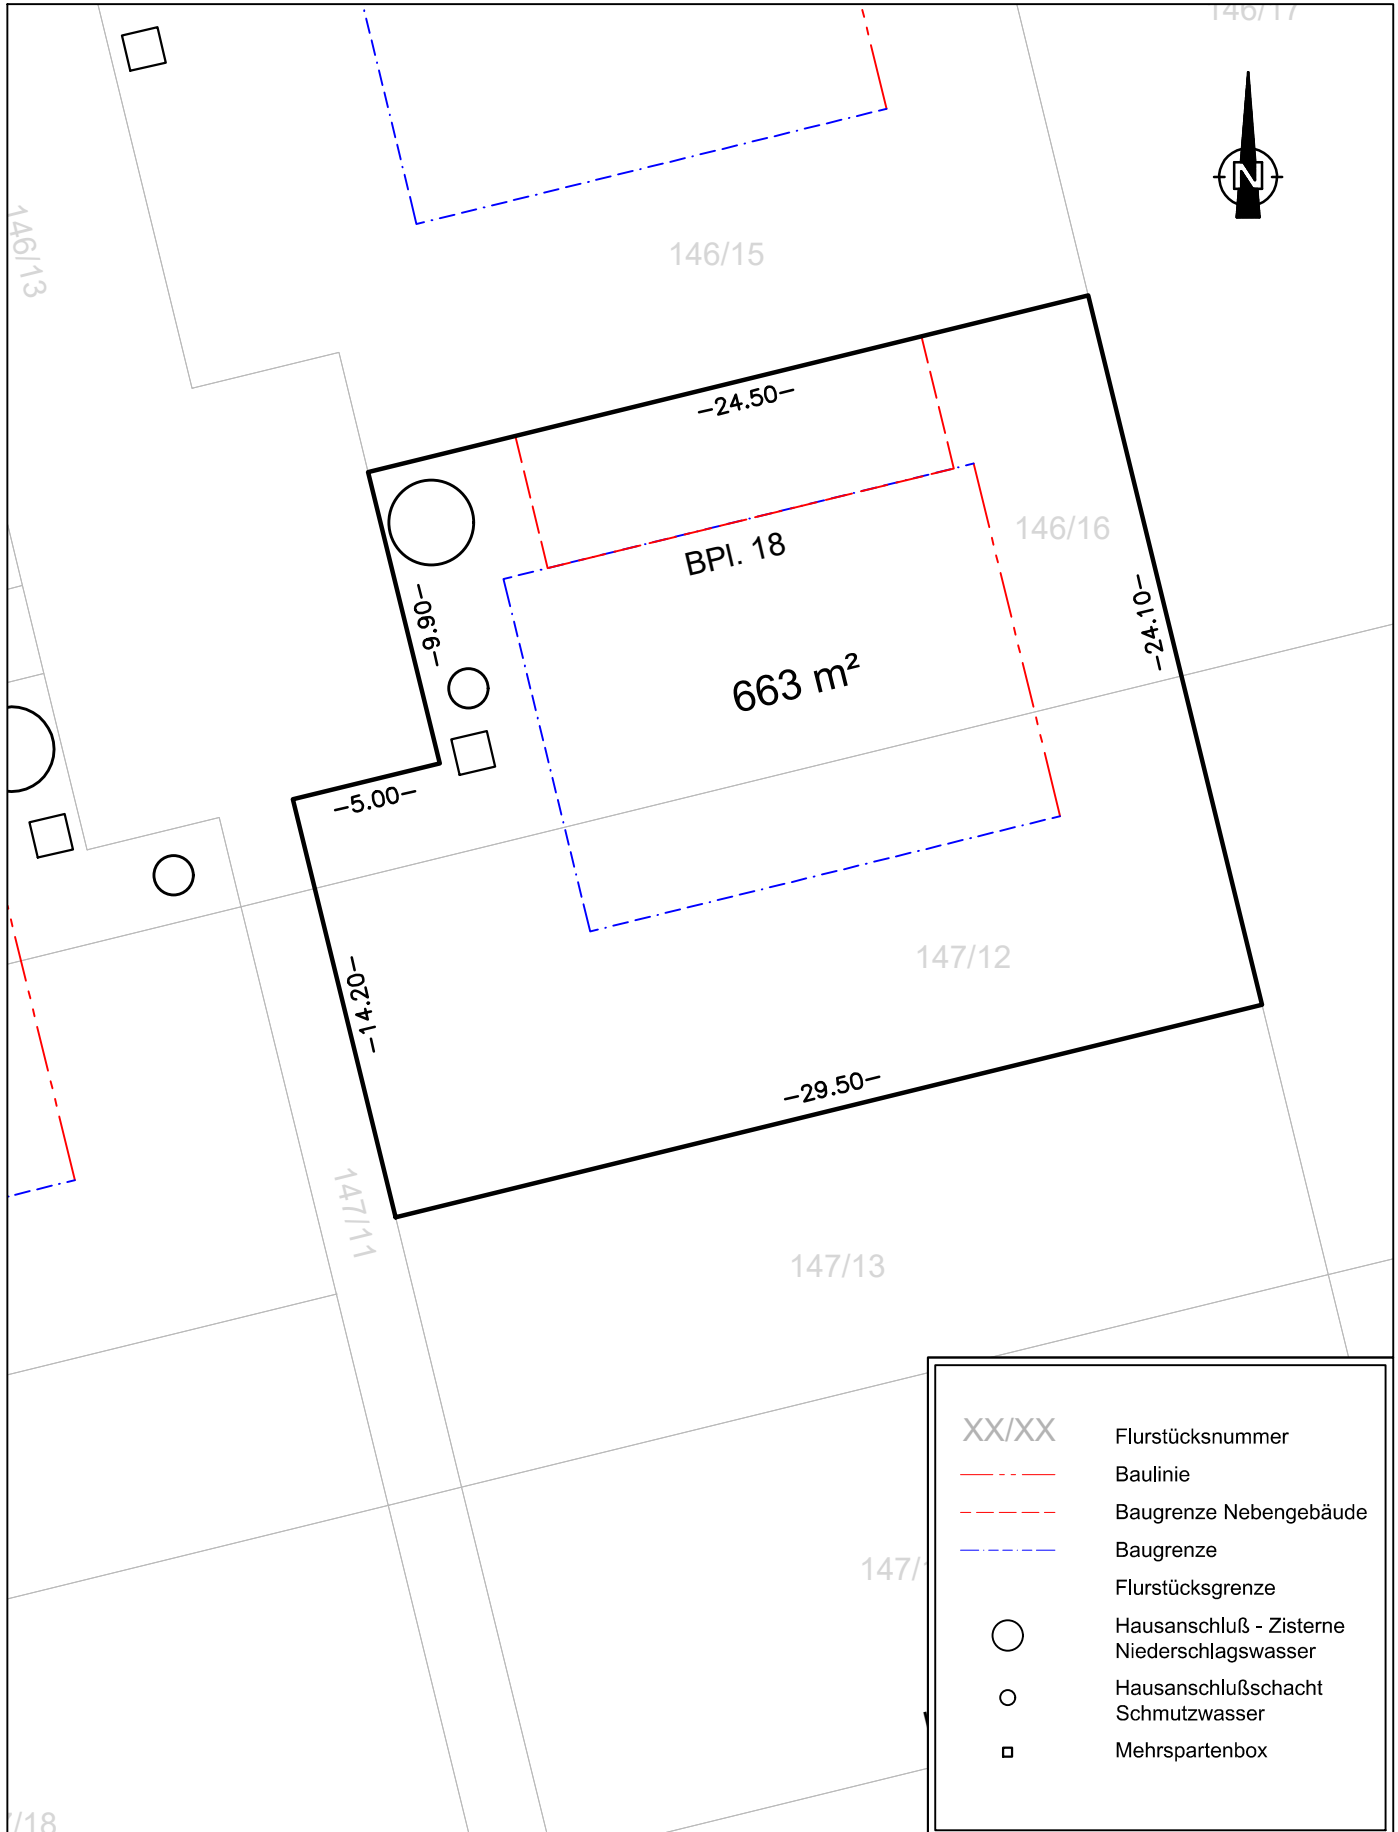 146/17
N
146/13
146/15
-24.50-
146/16
BPl. 18
-9.90-
-24.10-
663 m²
-5.00-
147/12
-14.20-
-29.50-
147/11
147/13
XX/XX Flurstücksnummer
Baulinie
Baugrenze Nebengebäude
Baugrenze
147/
Flurstücksgrenze
Hausanschluß - Zisterne
Niederschlagswasser
Hausanschlußschacht
Schmutzwasser
Mehrspartenbox
/18